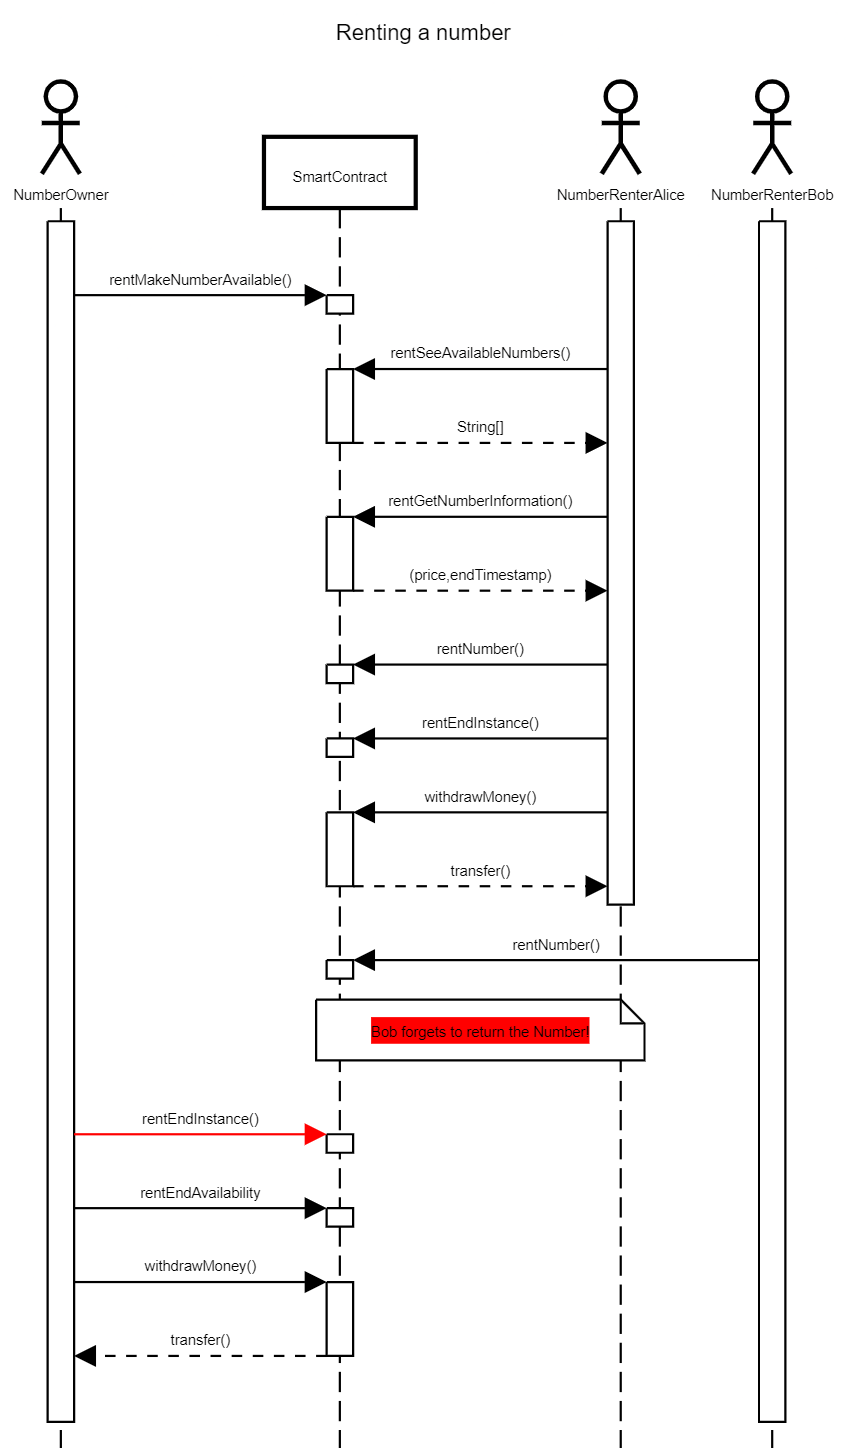 Renting a number
NumberOwner
SmartContract
NumberRenterAlice
NumberRenterBob
rentMakeNumberAvailable()
rentSeeAvailableNumbers()
String[]
rentGetNumberInformation()
(price,endTimestamp)
rentNumber()
rentEndInstance()
withdrawMoney()
transfer()
rentNumber()
Bob forgets to return the Number!
rentEndInstance()
rentEndAvailability
withdrawMoney()
transfer()